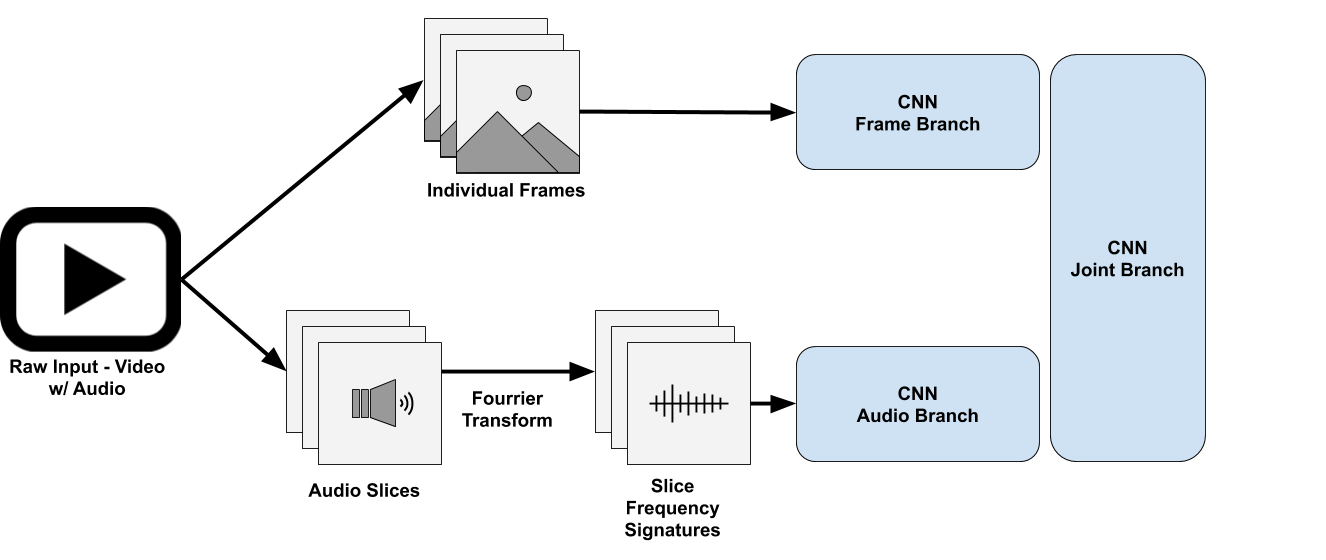 CNN
Frame Branch
Individual Frames
CNN
Joint Branch
Raw Input - Video
w/ Audio
Fourrier
Transform
CNN
Audio Branch
Audio Slices
Slice
Frequency
Signatures